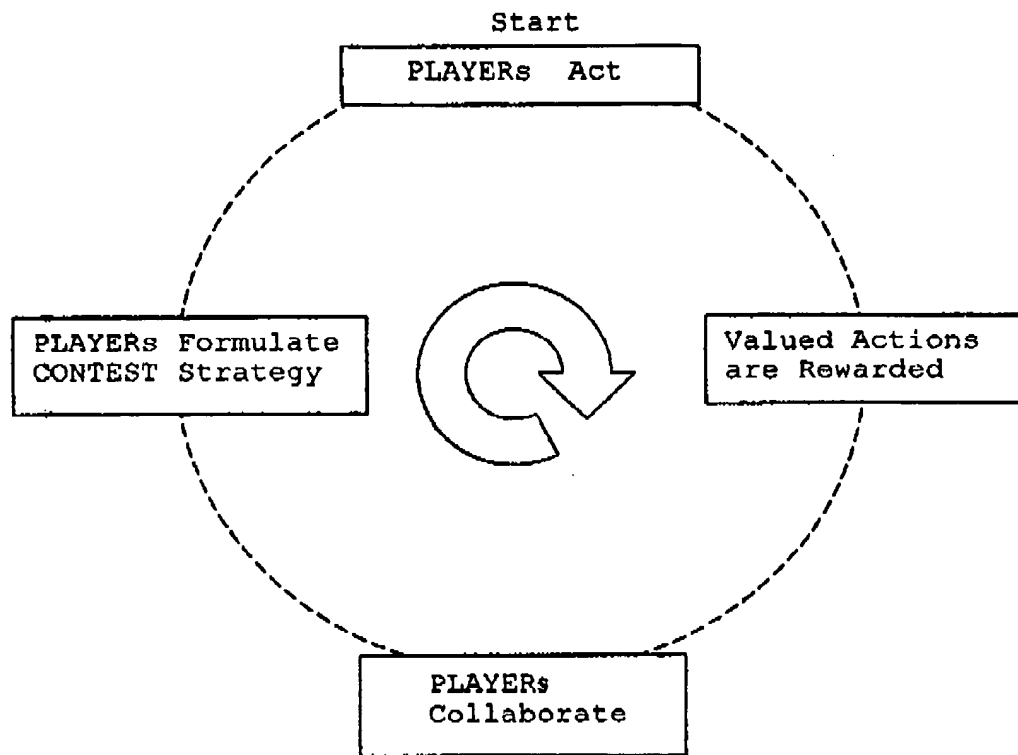 Start
PLAYERs Act
PLAYERs Formulate
CONTEST Strategy
Valued Actions
are Rewarded
PLAYERs
Collaborate